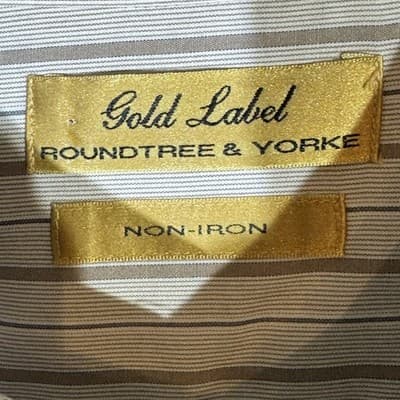 Gold Label
ROUNDTREE & YORKE
NON-IRON